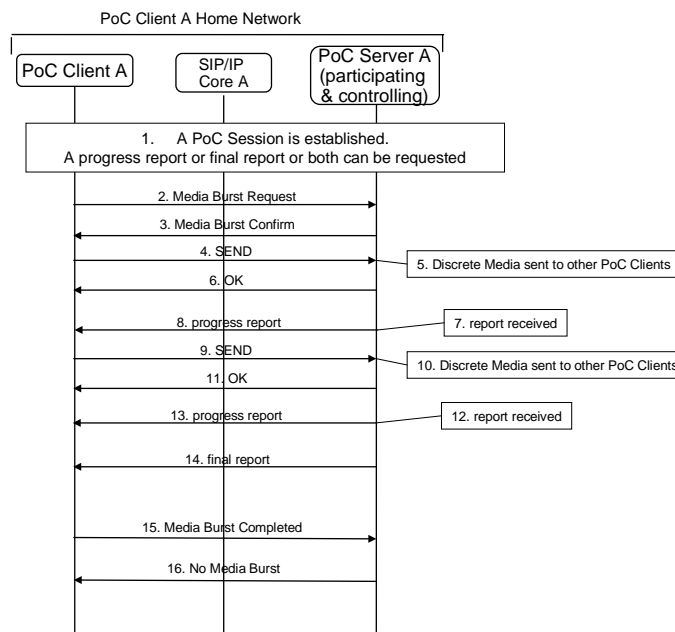 PoC Client A Home Network
PoC Client A
SIP/IP
Core A
PoC Server A
(participating
& controlling)
1. A PoC Session is established.
A progress report or final report or both can be requested
2. Media Burst Request
3. Media Burst Confirm
4. SEND
5. Discrete Media sent to other PoC Clients
6. OK
7. report received
8. progress report
9. SEND
10. Discrete Media sent to other PoC Clients
11. OK
12. report received
13. progress report
14. final report
15. Media Burst Completed
16. No Media Burst